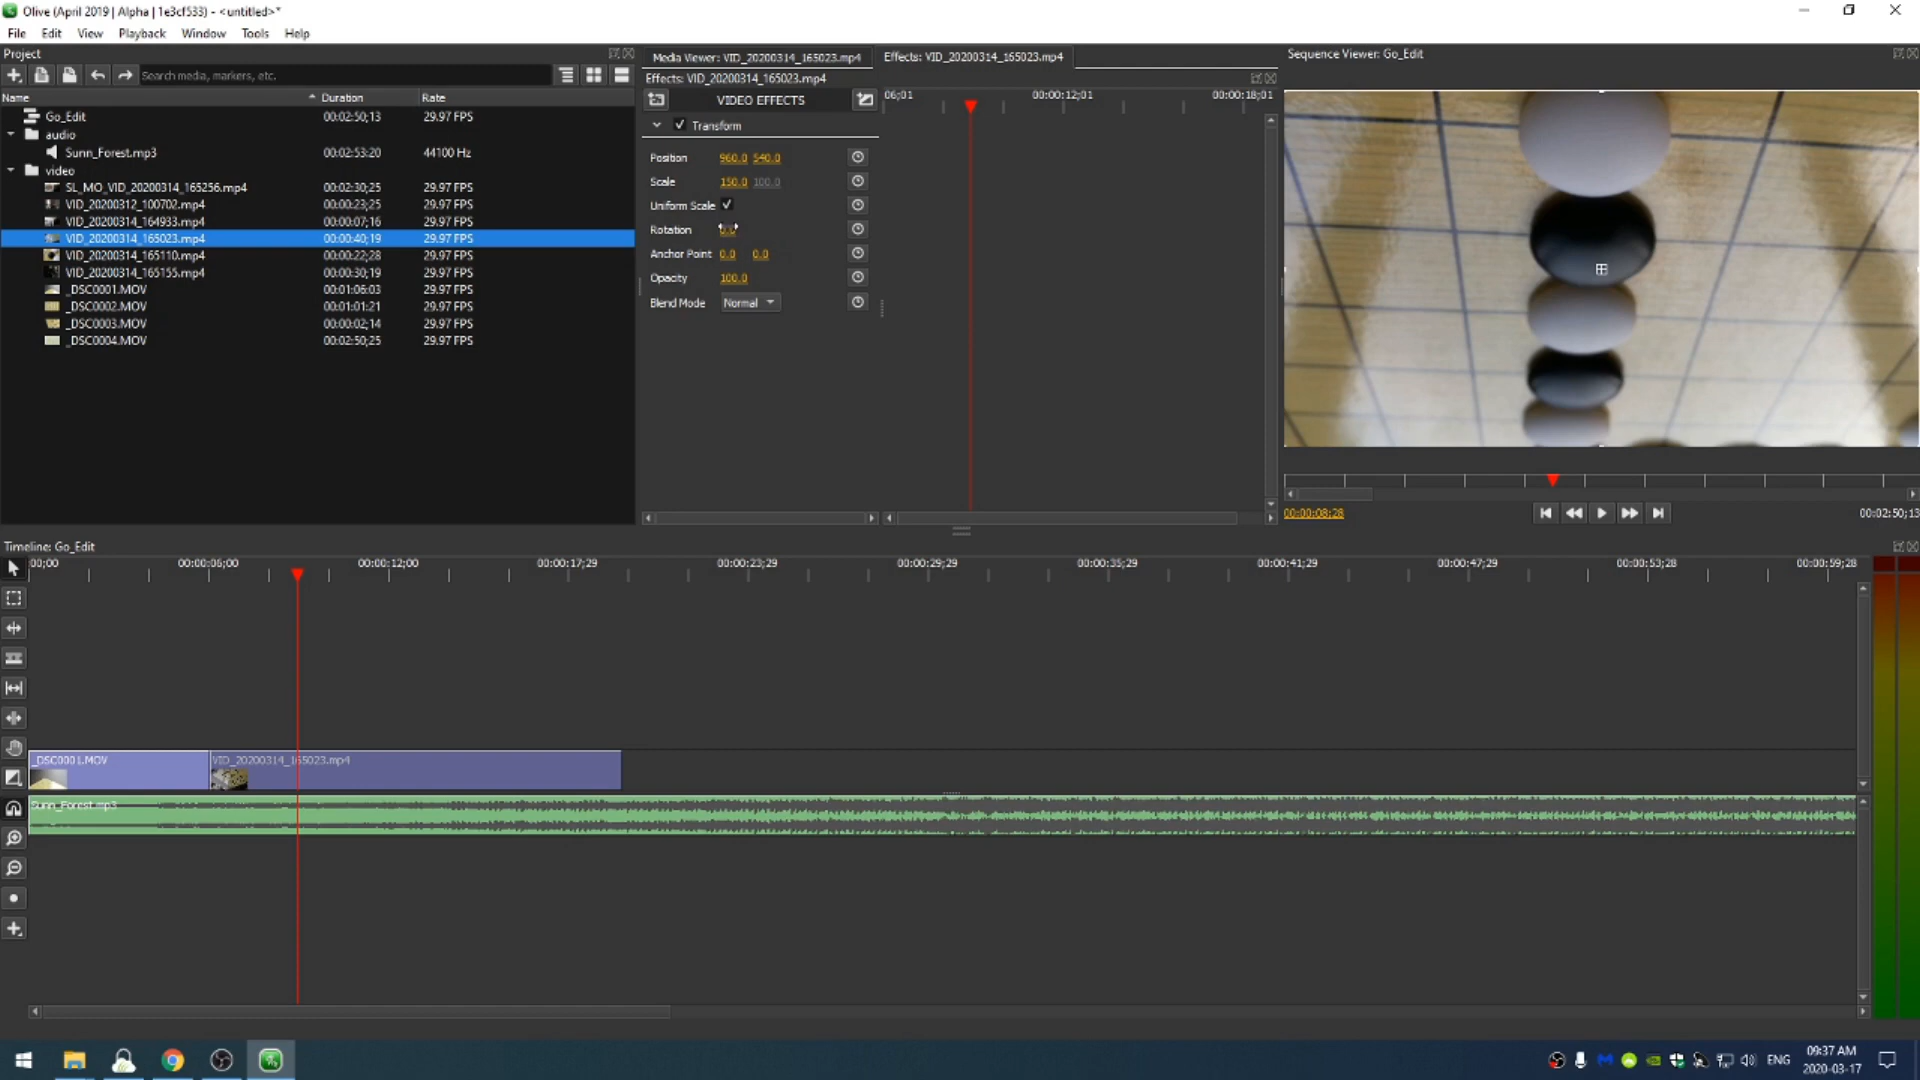 Olive (April 2019 | Alpha | 1e3cf533) - <untitled>*
File Edit View Playback Window Tools Help
Project
Search media, markers, etc.
Name Duration Rate
Go_Edit 00:02:50;13 29.97 FPS
audio
Sunn_Forest.mp3 00:02:53:20 44100 Hz
video
SL_MO_VID_20200314_165256.mp4 00:02:30;25 29.97 FPS
VID_20200312_100702.mp4 00:00:23;25 29.97 FPS
VID_20200314_164933.mp4 00:00:07;16 29.97 FPS
VID_20200314_165023.mp4 00:00:40;19 29.97 FPS
VID_20200314_165110.mp4 00:00:22;28 29.97 FPS
VID_20200314_165155.mp4 00:00:30;19 29.97 FPS
_DSC0001.MOV 00:01:06;03 29.97 FPS
_DSC0002.MOV 00:01:01;21 29.97 FPS
_DSC0003.MOV 00:00:02;14 29.97 FPS
_DSC0004.MOV 00:02:50;25 29.97 FPS
Media Viewer: VID_20200314_165023.mp4 Effects: VID_20200314_165023.mp4
Effects: VID_20200314_165023.mp4
VIDEO EFFECTS
06;01 00:00:12;01 00:00:18;01
Transform
Position 960.0 540.0
Scale 150.0 100.0
Uniform Scale
Rotation
Anchor Point 0.0 0.0
Opacity 100.0
Blend Mode Normal
Sequence Viewer: Go_Edit
00:00:08;28 00:02:50;13
Timeline: Go_Edit
00;00 00:00:06;00 00:00:12;00 00:00:17;29 00:00:23;29 00:00:29;29 00:00:35;29 00:00:41;29 00:00:47;29 00:00:53;28 00:00:59;28
_DSC0001.MOV VID_20200314_165023.mp4
Sunn_Forest.mp3
ENG
09:37 AM
2020-03-17